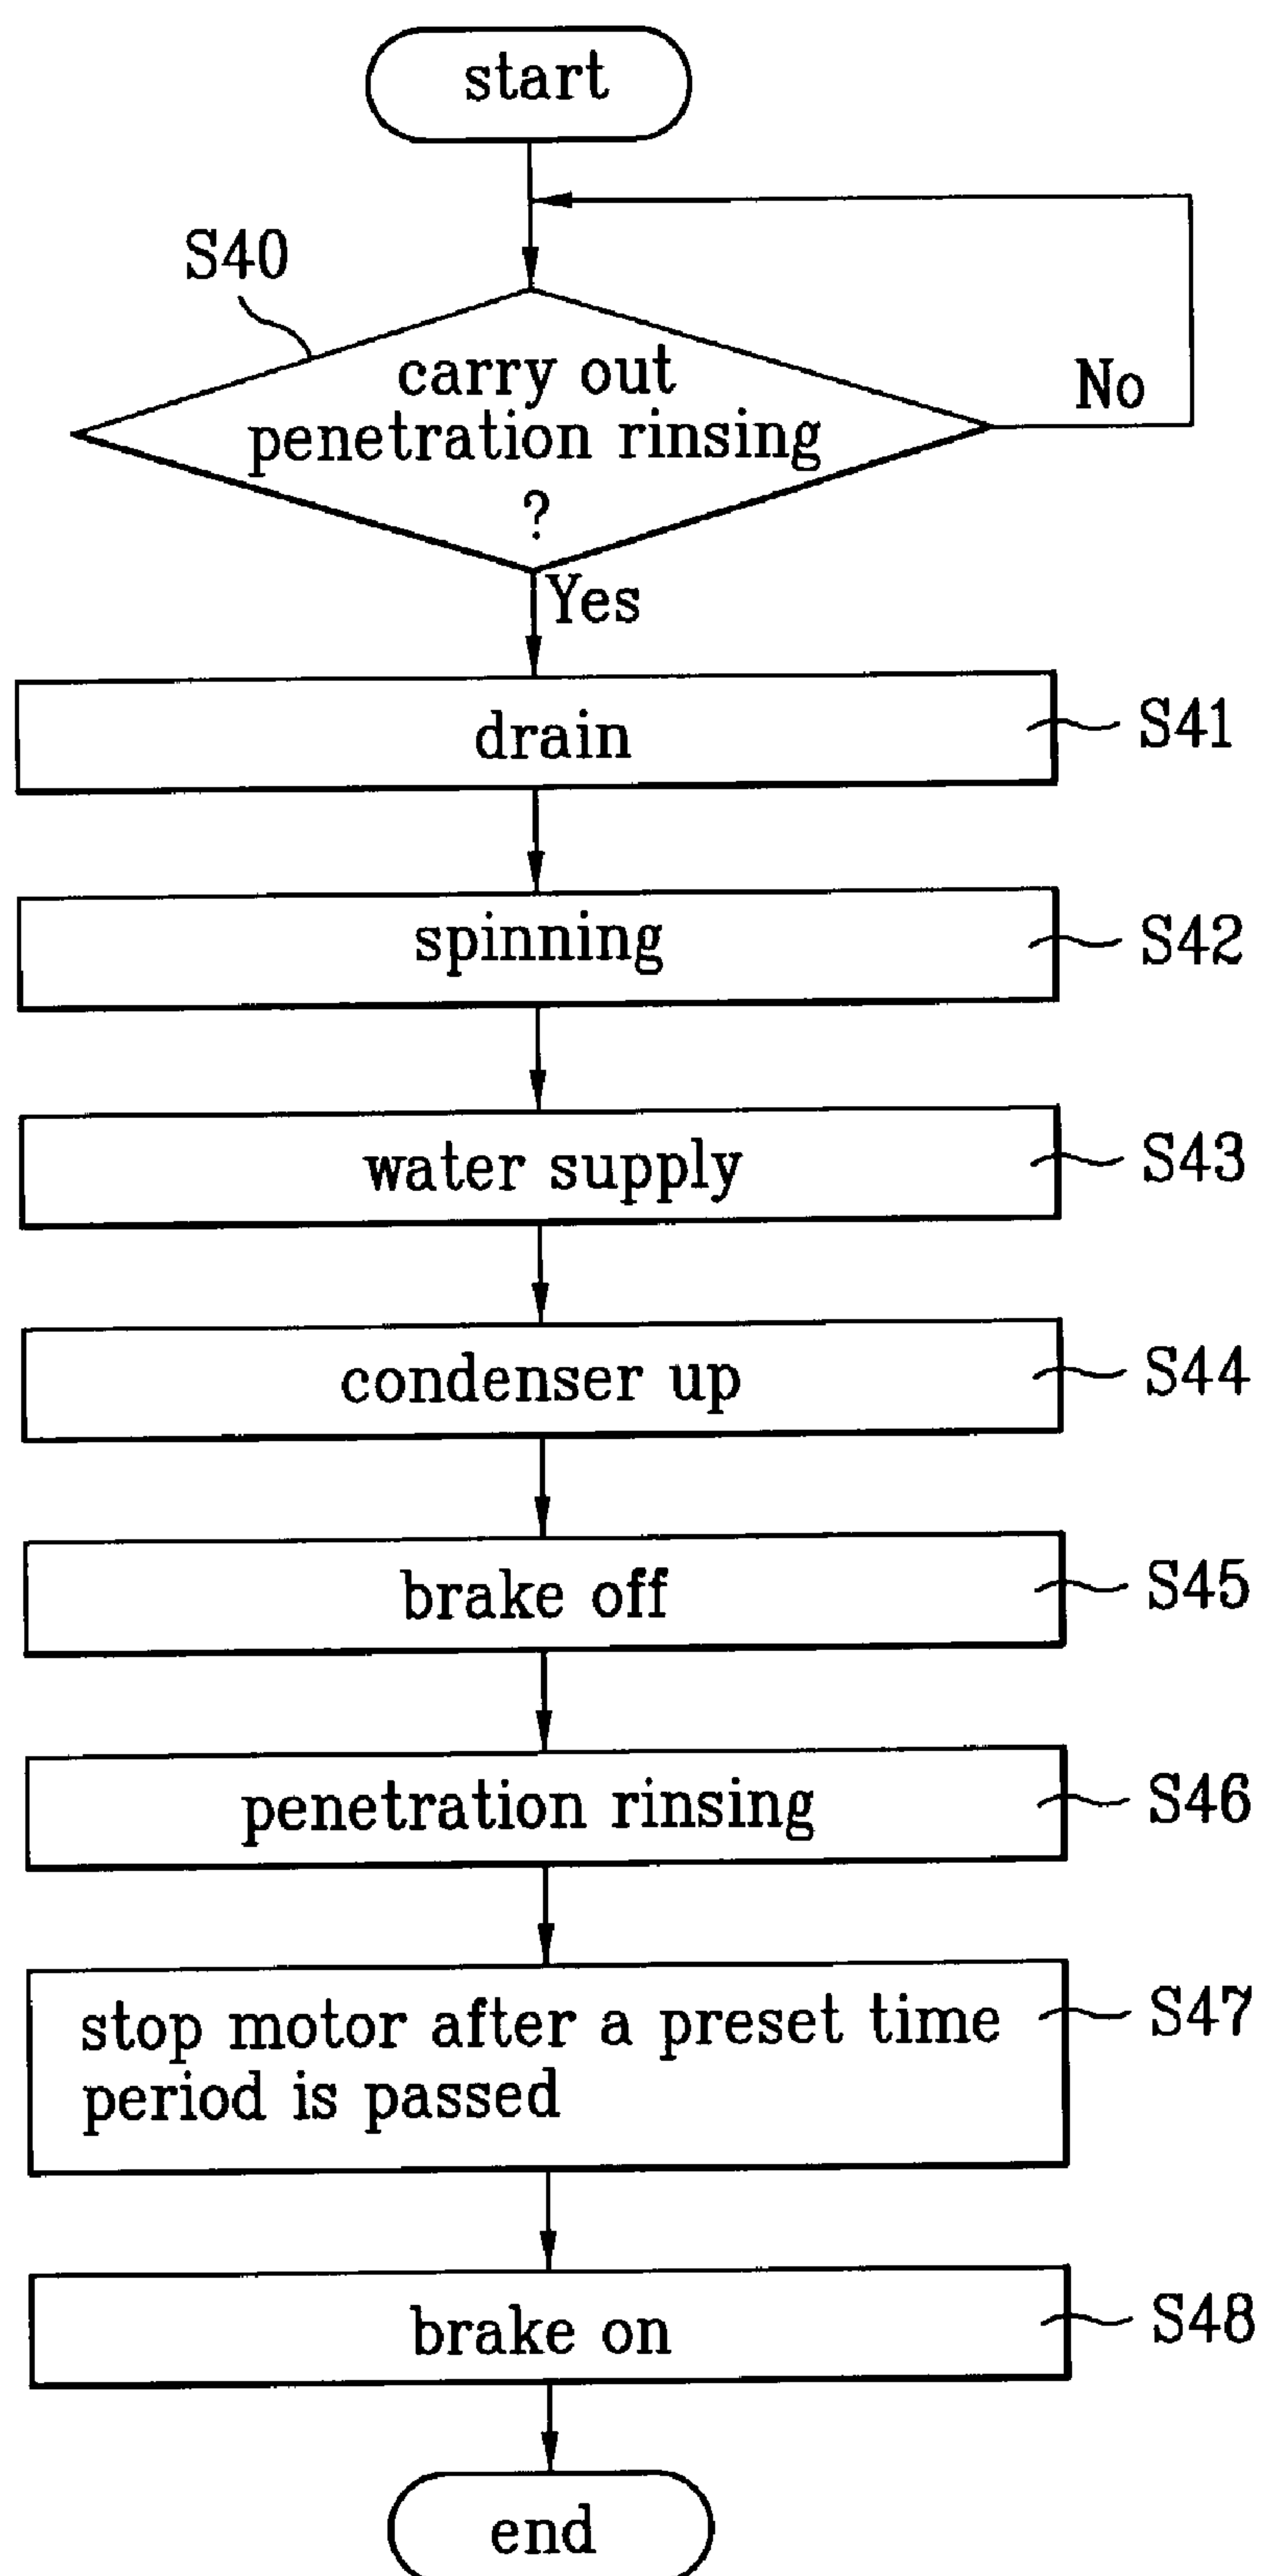 start
S40
carry out
penetration rinsing
?
No
Yes
drain
S41
spinning
S42
water supply
S43
condenser up
S44
brake off
S45
penetration rinsing
S46
stop motor after a preset time
period is passed
S47
brake on
S48
end